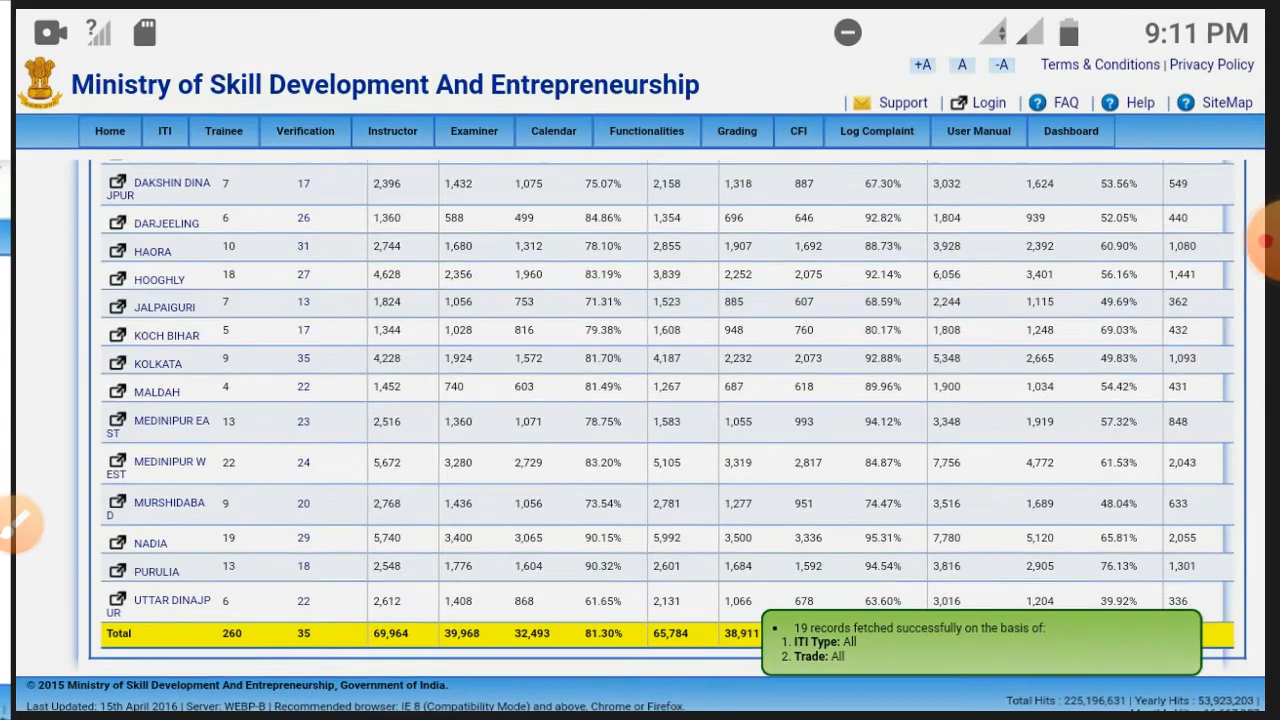 9:11 PM
+A A -A Terms & Conditions | Privacy Policy
Ministry of Skill Development And Entrepreneurship
| Support | Login | FAQ | Help | SiteMap
Home ITI Trainee Verification Instructor Examiner Calendar Functionalities Grading CFI Log Complaint User Manual Dashboard
DAKSHIN DINA 7 17 2,396 1,432 1,075 75.07% 2,158 1,318 887 67.30% 3,032 1,624 53.56% 549
JPUR
DARJEELING 6 26 1,360 588 499 84.86% 1,354 696 646 92.82% 1,804 939 52.05% 440
HAORA 10 31 2,744 1,680 1,312 78.10% 2,855 1,907 1,692 88.73% 3,928 2,392 60.90% 1,080
HOOGHLY 18 27 4,628 2,356 1,960 83.19% 3,839 2,252 2,075 92.14% 6,056 3,401 56.16% 1,441
JALPAIGURI 7 13 1,824 1,056 753 71.31% 1,523 885 607 68.59% 2,244 1,115 49.69% 362
KOCH BIHAR 5 17 1,344 1,028 816 79.38% 1,608 948 760 80.17% 1,808 1,248 69.03% 432
KOLKATA 9 35 4,228 1,924 1,572 81.70% 4,187 2,232 2,073 92.88% 5,348 2,665 49.83% 1,093
MALDAH 4 22 1,452 740 603 81.49% 1,267 687 618 89.96% 1,900 1,034 54.42% 431
MEDINIPUR EA 13 23 2,516 1,360 1,071 78.75% 1,583 1,055 993 94.12% 3,348 1,919 57.32% 848
ST
MEDINIPUR W 22 24 5,672 3,280 2,729 83.20% 5,105 3,319 2,817 84.87% 7,756 4,772 61.53% 2,043
EST
MURSHIDABA 9 20 2,768 1,436 1,056 73.54% 2,781 1,277 951 74.47% 3,516 1,689 48.04% 633
D
NADIA 19 29 5,740 3,400 3,065 90.15% 5,992 3,500 3,336 95.31% 7,780 5,120 65.81% 2,055
PURULIA 13 18 2,548 1,776 1,604 90.32% 2,601 1,684 1,592 94.54% 3,816 2,905 76.13% 1,301
UTTAR DINAJP 6 22 2,612 1,408 868 61.65% 2,131 1,066 678 63.60% 3,016 1,204 39.92% 336
UR
Total 260 35 69,964 39,968 32,493 81.30% 65,784 38,911
19 records fetched successfully on the basis of:
1. ITI Type: All
2. Trade: All
© 2015 Ministry of Skill Development And Entrepreneurship, Government of India.
Last Updated: 15th April 2016 | Server: WEBP-B | Recommended browser: IE 8 (Compatibility Mode) and above, Chrome or Firefox.
Total Hits : 225,196,631 | Yearly Hits : 53,923,203 |